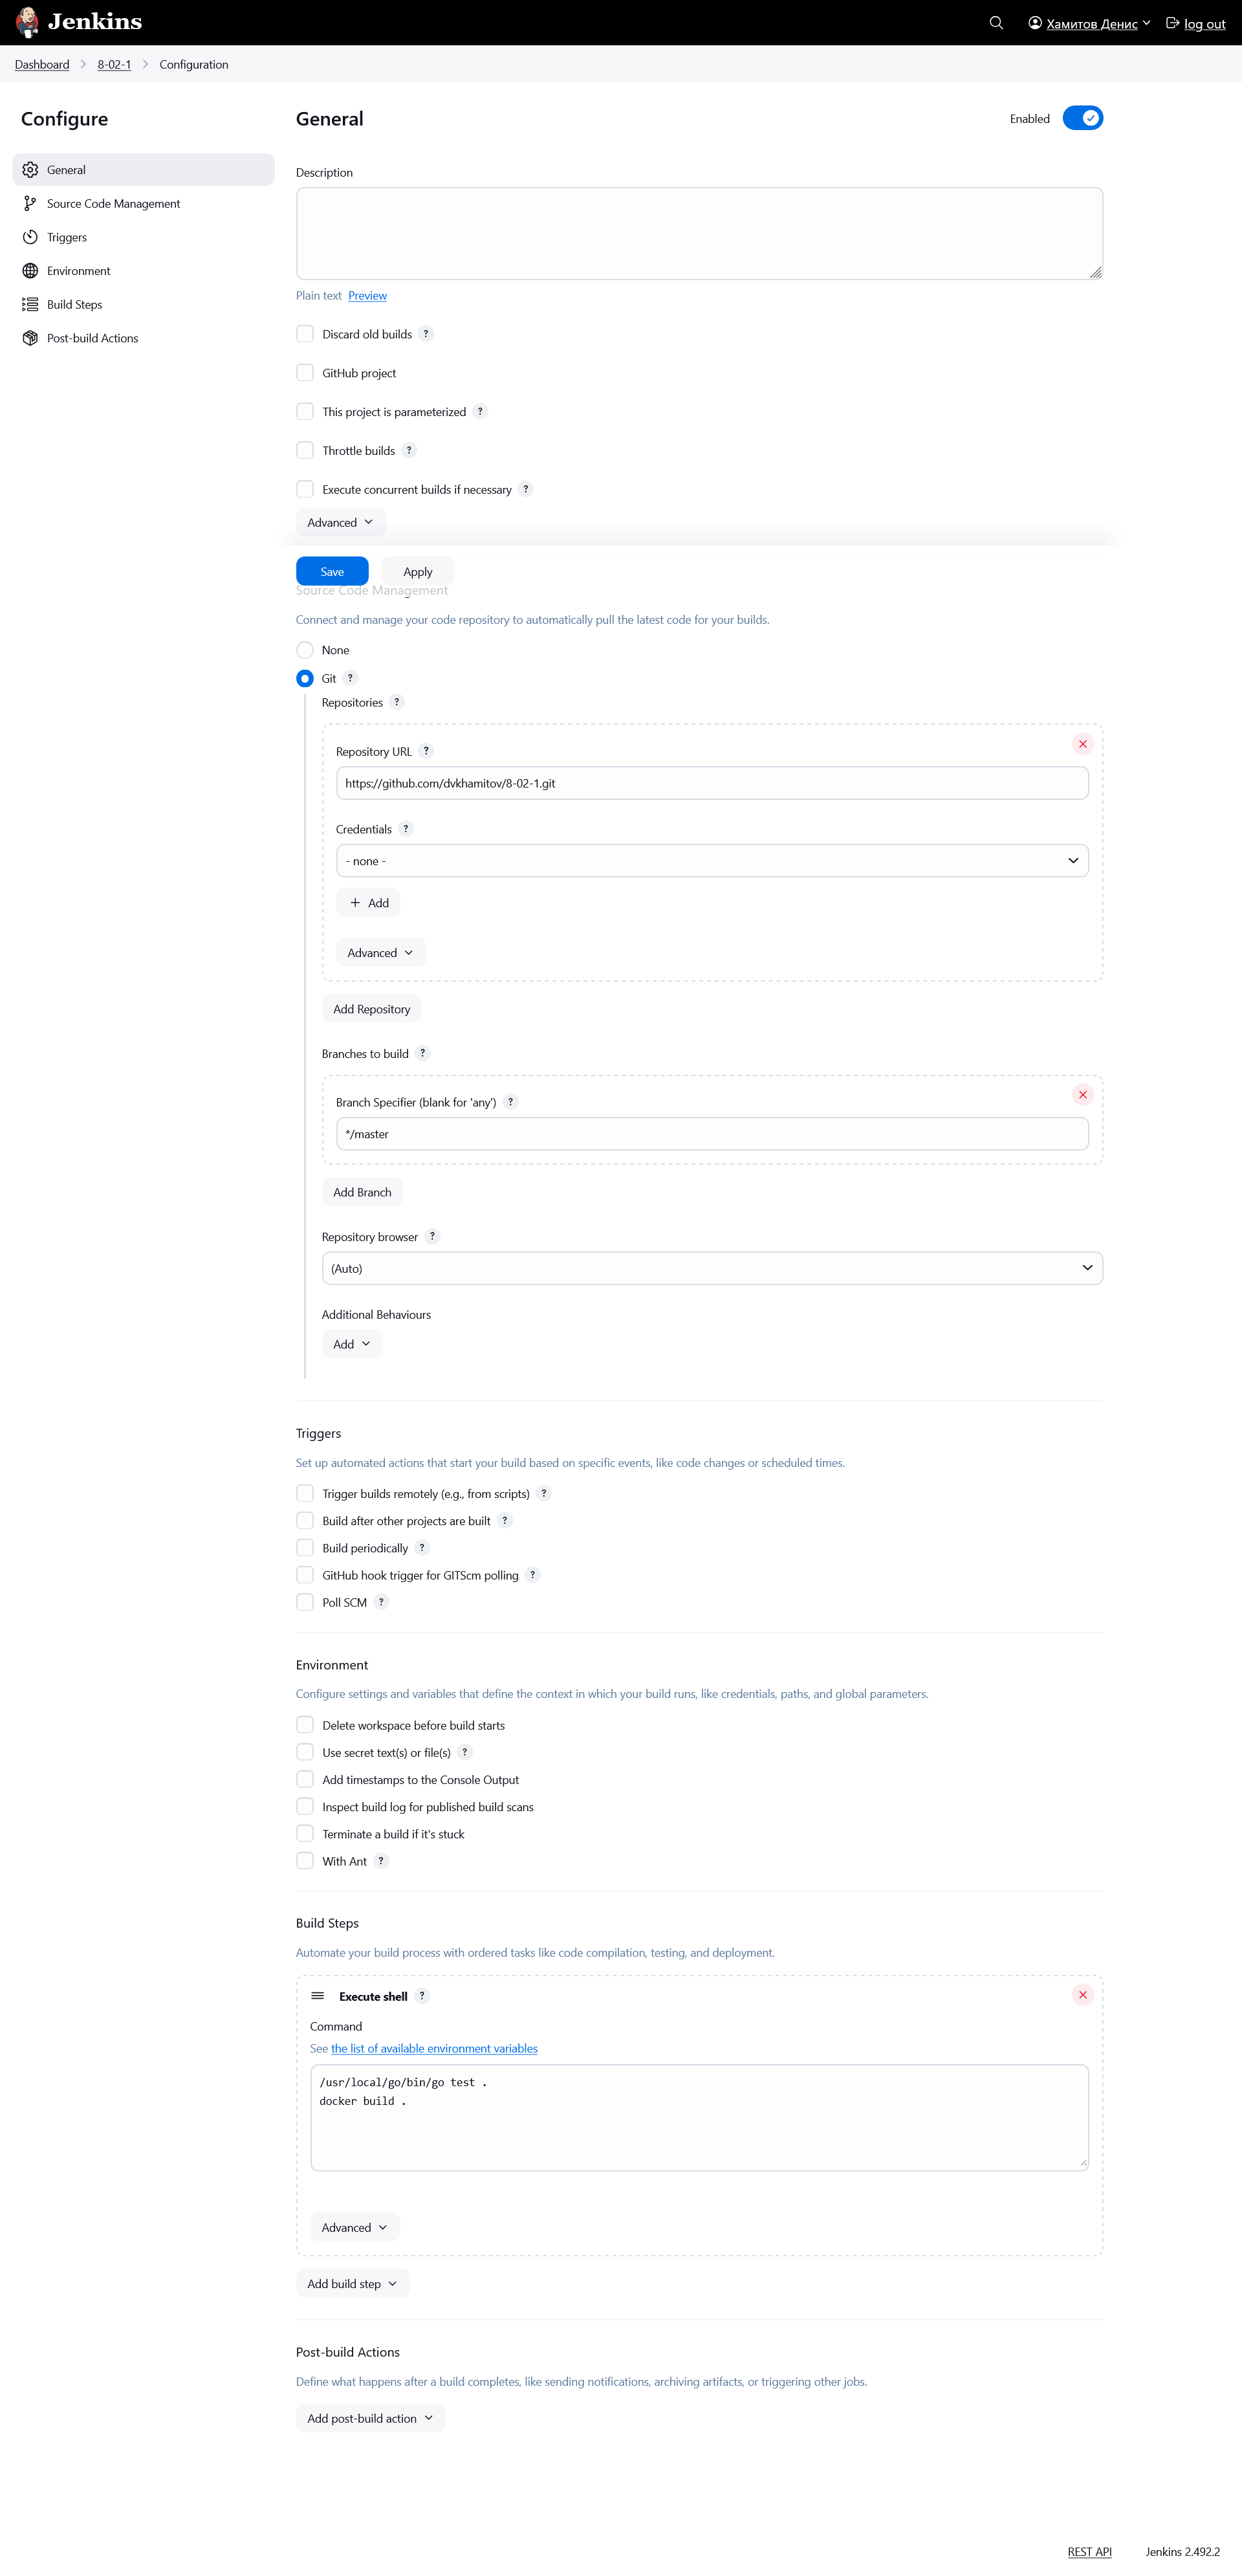 Jenkins
Хамитов Денис
log out
Dashboard
8-02-1
Configuration
Configure
General
Source Code Management
Triggers
Environment
Build Steps
Post-build Actions
General
Enabled
Description
Plain text Preview
Discard old builds ?
GitHub project
This project is parameterized ?
Throttle builds ?
Execute concurrent builds if necessary ?
Advanced
Save
Apply
Source Code Management
Connect and manage your code repository to automatically pull the latest code for your builds.
None
Git ?
Repositories ?
Repository URL ?
https://github.com/dvkhamitov/8-02-1.git
Credentials ?
- none -
+ Add
Advanced
Add Repository
Branches to build ?
Branch Specifier (blank for 'any') ?
*/master
Add Branch
Repository browser ?
(Auto)
Additional Behaviours
Add
Triggers
Set up automated actions that start your build based on specific events, like code changes or scheduled times.
Trigger builds remotely (e.g., from scripts) ?
Build after other projects are built ?
Build periodically ?
GitHub hook trigger for GITScm polling ?
Poll SCM ?
Environment
Configure settings and variables that define the context in which your build runs, like credentials, paths, and global parameters.
Delete workspace before build starts
Use secret text(s) or file(s) ?
Add timestamps to the Console Output
Inspect build log for published build scans
Terminate a build if it's stuck
With Ant ?
Build Steps
Automate your build process with ordered tasks like code compilation, testing, and deployment.
Execute shell ?
Command
See the list of available environment variables
/usr/local/go/bin/go test .
docker build .
Advanced
Add build step
Post-build Actions
Define what happens after a build completes, like sending notifications, archiving artifacts, or triggering other jobs.
Add post-build action
REST API
Jenkins 2.492.2